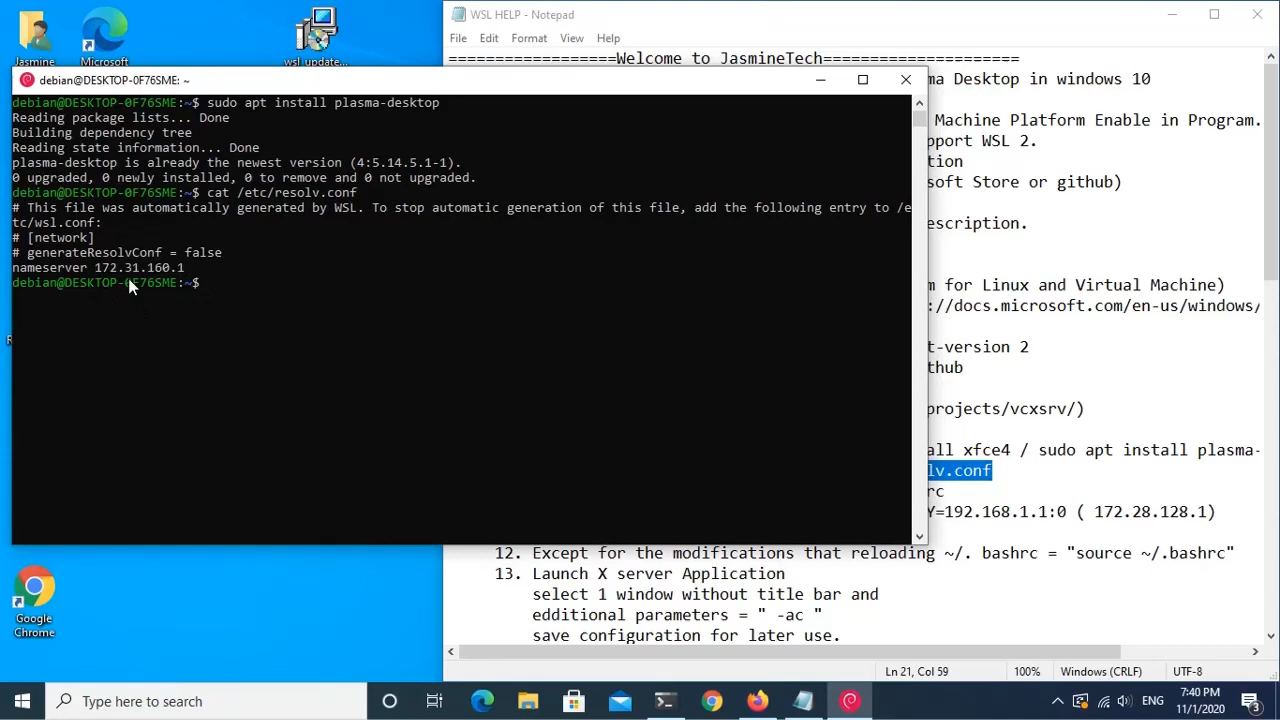 Jasmine
Microsoft
wsl_update...
debian@DESKTOP-0F76SME: ~
debian@DESKTOP-0F76SME:~$ sudo apt install plasma-desktop
Reading package lists... Done
Building dependency tree
Reading state information... Done
plasma-desktop is already the newest version (4:5.14.5.1-1).
0 upgraded, 0 newly installed, 0 to remove and 0 not upgraded.
debian@DESKTOP-0F76SME:~$ cat /etc/resolv.conf
# This file was automatically generated by WSL. To stop automatic generation of this file, add the following entry to /e
tc/wsl.conf:
# [network]
# generateResolvConf = false
nameserver 172.31.160.1
debian@DESKTOP-0F76SME:~$
WSL HELP - Notepad
File Edit Format View Help
=================Welcome to JasmineTech====================
ma Desktop in windows 10
Machine Platform Enable in Program.
pport WSL 2.
tion
soft Store or github)
escription.
m for Linux and Virtual Machine)
://docs.microsoft.com/en-us/windows/
t-version 2
thub
projects/vcxsrv/)
all xfce4 / sudo apt install plasma-
lv.conf
rc
Y=192.168.1.1:0 ( 172.28.128.1)
12. Except for the modifications that reloading ~/. bashrc = "source ~/.bashrc"
13. Launch X server Application
select 1 window without title bar and
edditional parameters = " -ac "
save configuration for later use.
Ln 21, Col 59 100% Windows (CRLF) UTF-8
Google
Chrome
Type here to search
ENG
7:40 PM
11/1/2020
3